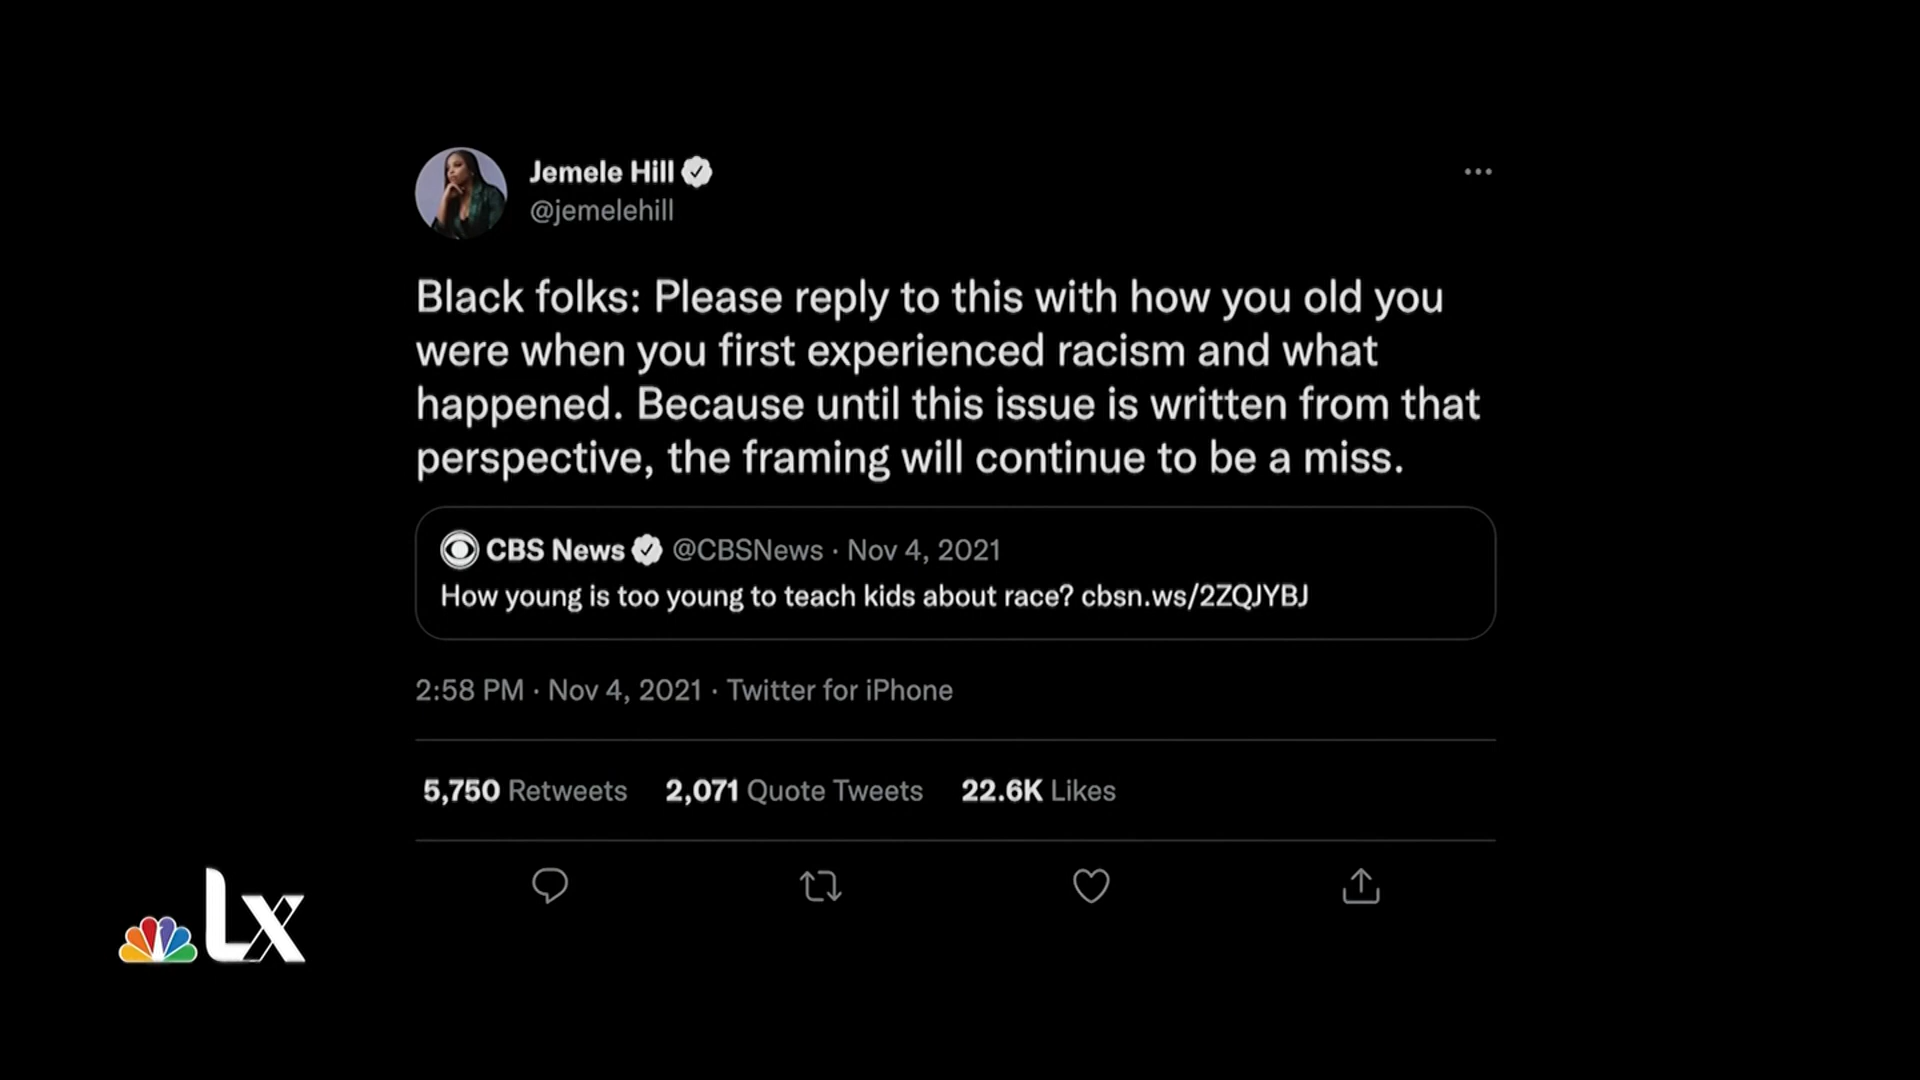 Jemele Hill
@jemelehill
Black folks: Please reply to this with how you old you
were when you first experienced racism and what
happened. Because until this issue is written from that
perspective, the framing will continue to be a miss.
CBS News @CBSNews · Nov 4, 2021
How young is too young to teach kids about race? cbsn.ws/2ZQJYBJ
2:58 PM · Nov 4, 2021 · Twitter for iPhone
5,750 Retweets 2,071 Quote Tweets 22.6K Likes
Lx